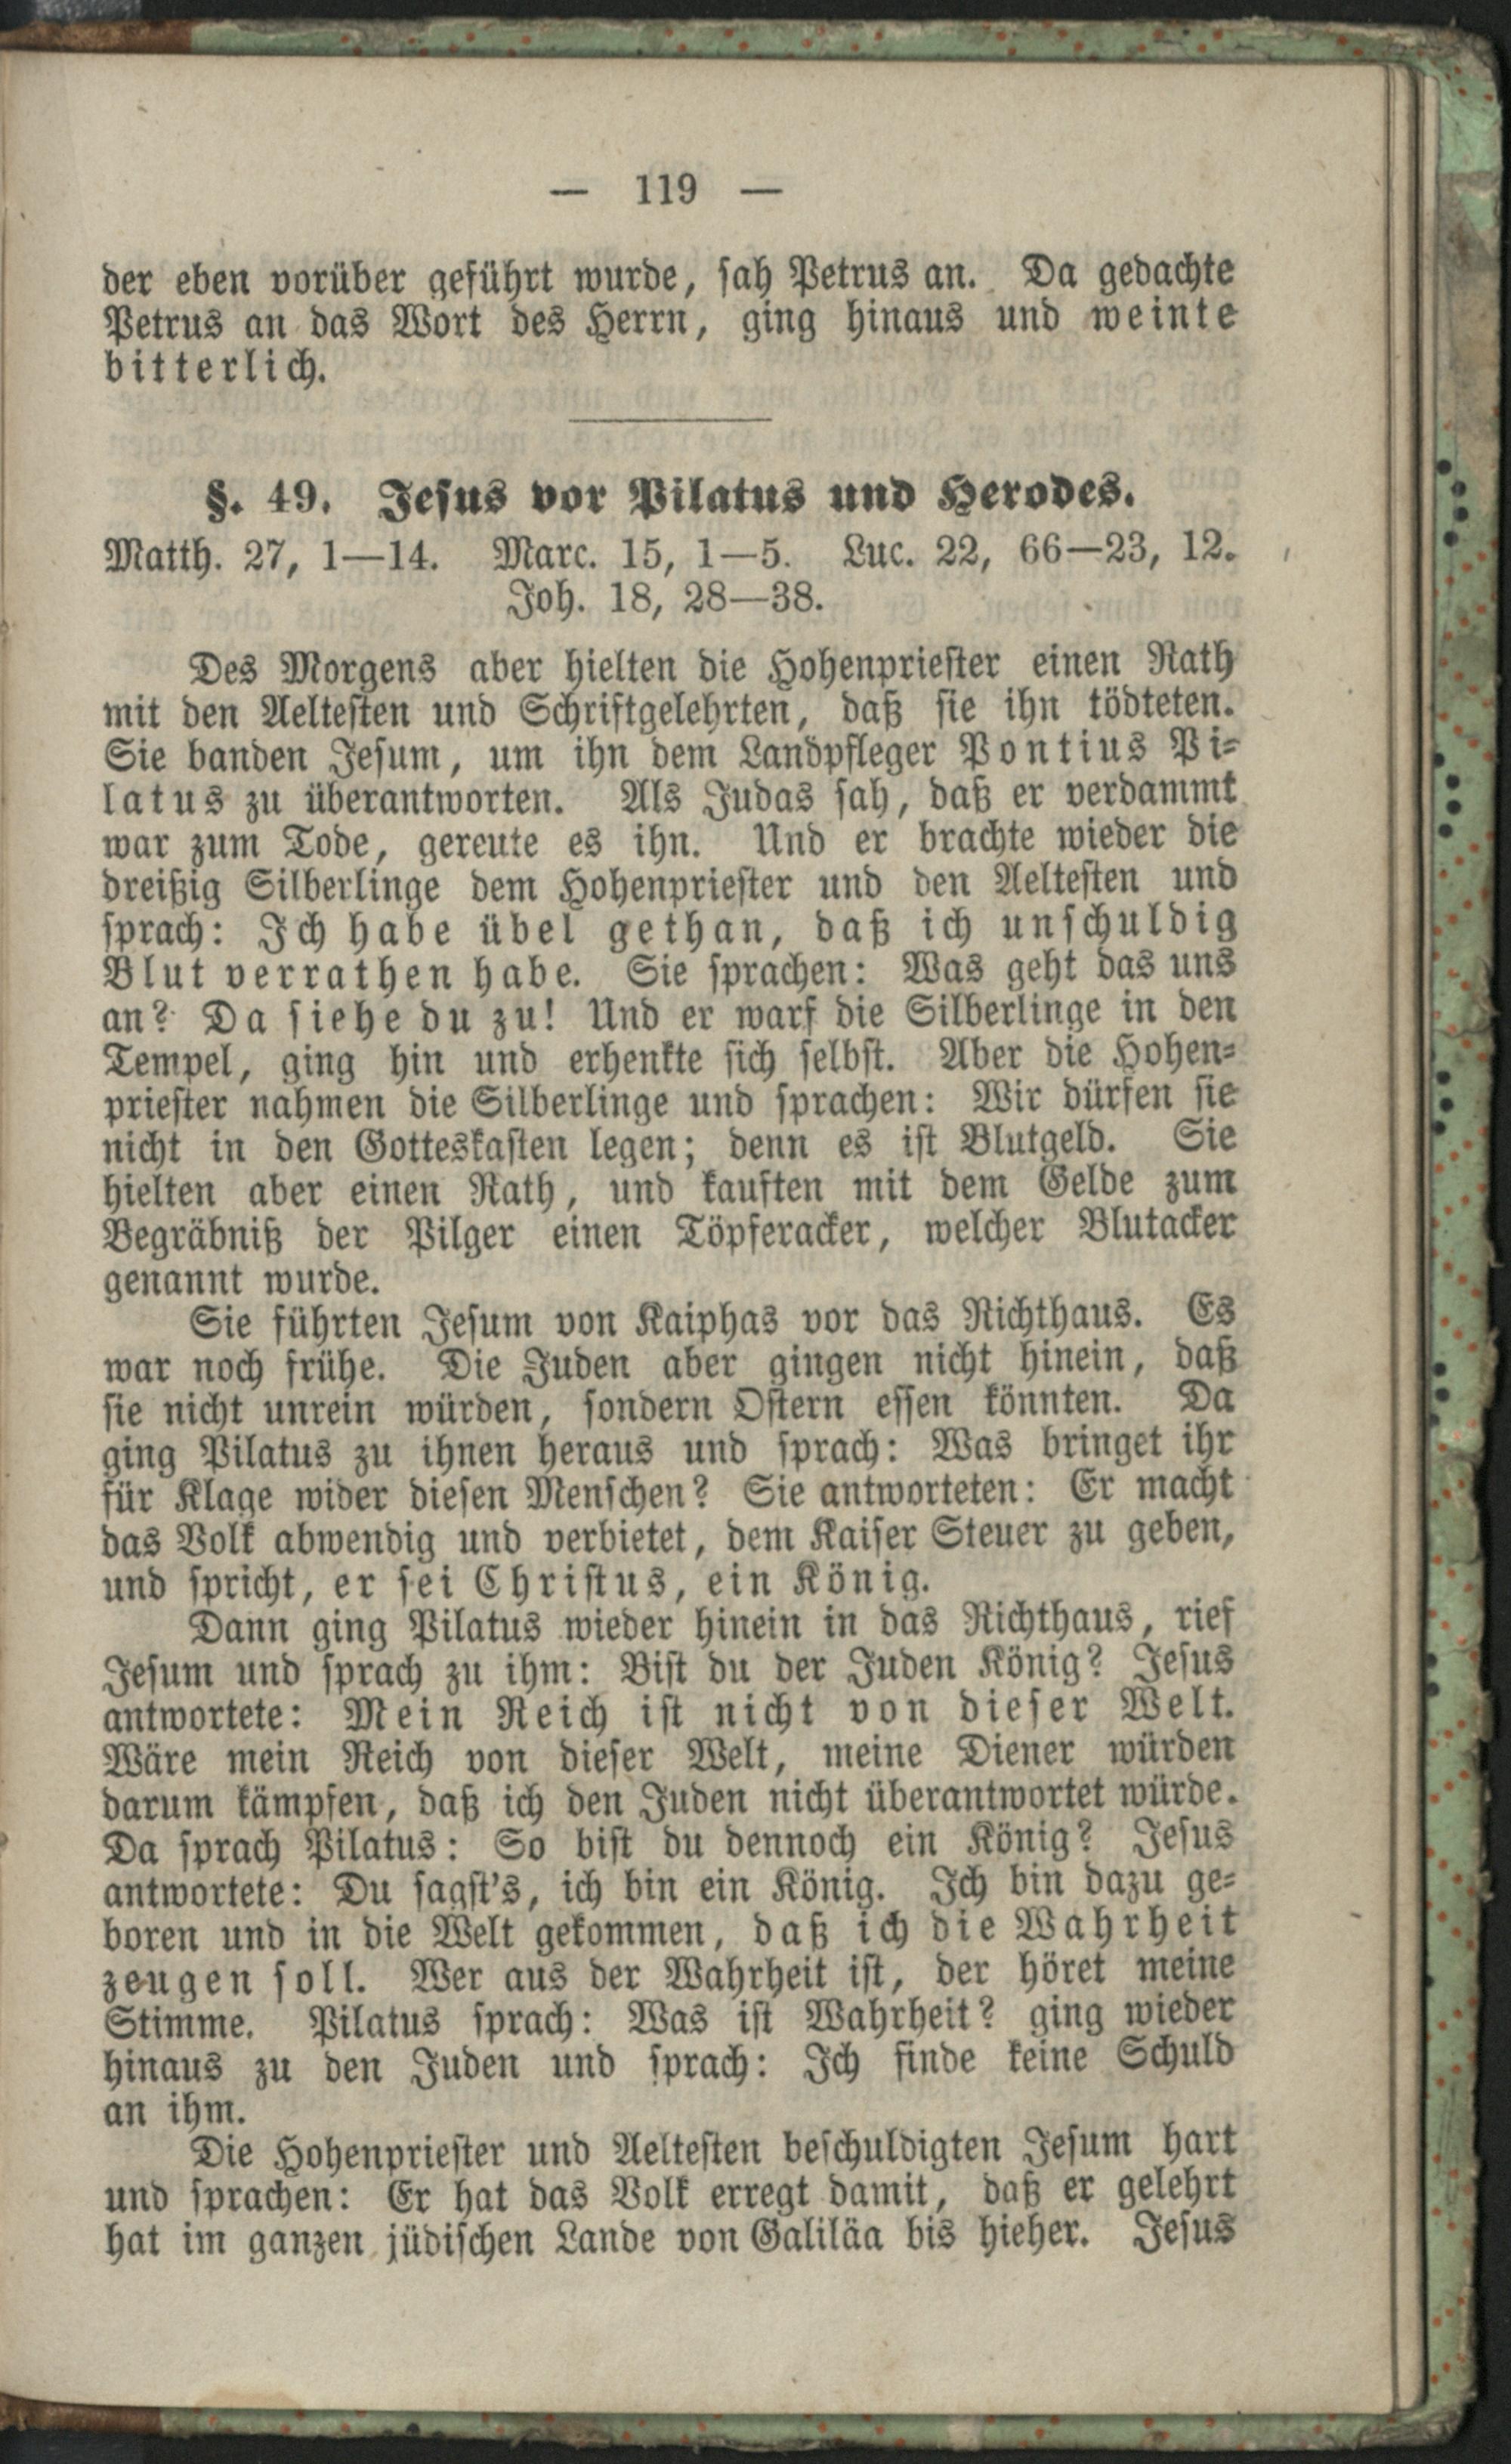 — 119 —
der eben vorüber geführt wurde, sah Petrus an. Da gedachte
Petrus an das Wort des Herrn, ging hinaus und weinte
bitterlich.
§. 49. Jesus vor Pilatus und Herodes.
Matth. 27, 1—14. Marc. 15, 1—5. Luc. 22, 66—23, 12.
Joh. 18, 28—38.
Des Morgens aber hielten die Hohenpriester einen Rath
mit den Aeltesten und Schriftgelehrten, daß sie ihn tödteten.
Sie banden Jesum, um ihn dem Landpfleger Pontius Pi-
latus zu überantworten. Als Judas sah, daß er verdammt
war zum Tode, gereute es ihn. Und er brachte wieder die
dreißig Silberlinge dem Hohenpriester und den Aeltesten und
sprach: Ich habe übel gethan, daß ich unschuldig
Blut verrathen habe. Sie sprachen: Was geht das uns
an? Da siehe du zu! Und er warf die Silberlinge in den
Tempel, ging hin und erhenkte sich selbst. Aber die Hohen-
priester nahmen die Silberlinge und sprachen: Wir dürfen sie
nicht in den Gotteskasten legen; denn es ist Blutgeld. Sie
hielten aber einen Rath, und kauften mit dem Gelde zum
Begräbniß der Pilger einen Töpferacker, welcher Blutacker
genannt wurde.
Sie führten Jesum von Kaiphas vor das Richthaus. Es
war noch frühe. Die Juden aber gingen nicht hinein, daß
sie nicht unrein würden, sondern Ostern essen könnten. Da
ging Pilatus zu ihnen heraus und sprach: Was bringet ihr
für Klage wider diesen Menschen? Sie antworteten: Er macht
das Volk abwendig und verbietet, dem Kaiser Steuer zu geben,
und spricht, er sei Christus, ein König.
Dann ging Pilatus wieder hinein in das Richthaus, rief
Jesum und sprach zu ihm: Bist du der Juden König? Jesus
antwortete: Mein Reich ist nicht von dieser Welt.
Wäre mein Reich von dieser Welt, meine Diener würden
darum kämpfen, daß ich den Juden nicht überantwortet würde.
Da sprach Pilatus: So bist du dennoch ein König? Jesus
antwortete: Du sagst's, ich bin ein König. Ich bin dazu ge-
boren und in die Welt gekommen, daß ich die Wahrheit
zeugen soll. Wer aus der Wahrheit ist, der höret meine
Stimme. Pilatus sprach: Was ist Wahrheit? ging wieder
hinaus zu den Juden und sprach: Ich finde keine Schuld
an ihm.
Die Hohenpriester und Aeltesten beschuldigten Jesum hart
und sprachen: Er hat das Volk erregt damit, daß er gelehrt
hat im ganzen jüdischen Lande von Galiläa bis hieher. Jesus